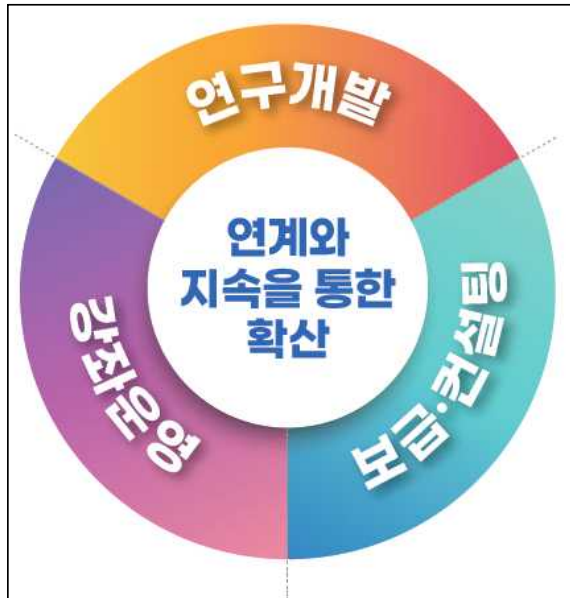 연구개발
연계와
지속을 통한
확산
강좌운영
보급·컨설팅